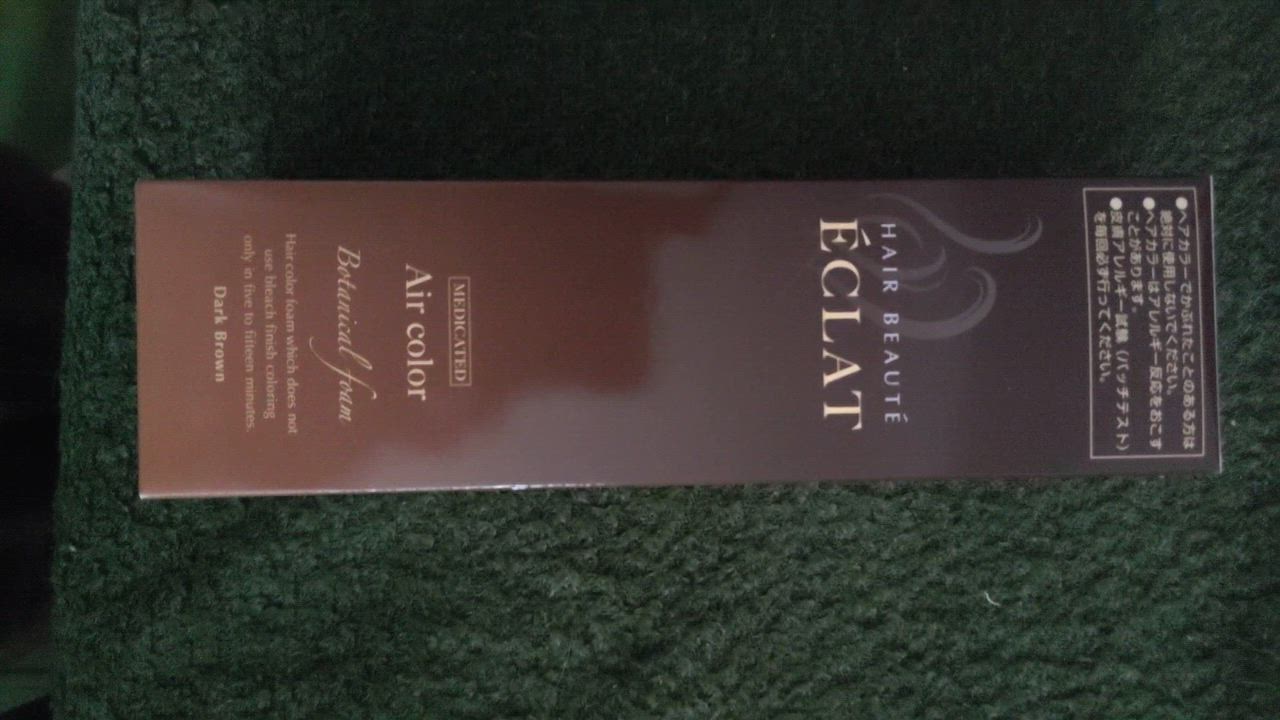 ●ヘアカラーでかぶれたことのある方は
絶対に使用しないでください。
●ヘアカラーはアレルギー反応をおこす
ことがあります。
●皮膚アレルギー試験（パッチテスト）
を毎回必ず行ってください。
HAIR BEAUTÉ
ÉCLAT
MEDICATED
Air color
Botanical foam
Hair color foam which does not
use bleach finish coloring
only in five to fifteen minutes.
Dark Brown